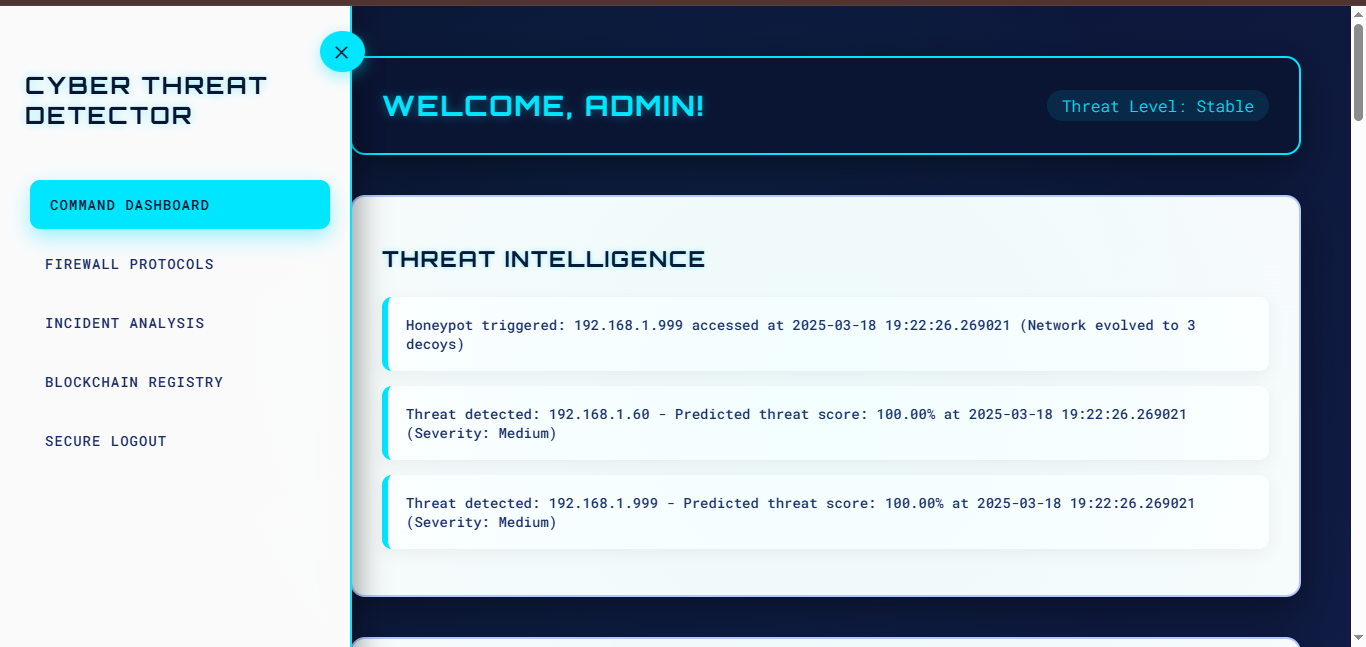 CYBER THREAT
DETECTOR
COMMAND DASHBOARD
FIREWALL PROTOCOLS
INCIDENT ANALYSIS
BLOCKCHAIN REGISTRY
SECURE LOGOUT
WELCOME, ADMIN!
Threat Level: Stable
THREAT INTELLIGENCE
Honeypot triggered: 192.168.1.999 accessed at 2025-03-18 19:22:26.269021 (Network evolved to 3
decoys)
Threat detected: 192.168.1.60 - Predicted threat score: 100.00% at 2025-03-18 19:22:26.269021
(Severity: Medium)
Threat detected: 192.168.1.999 - Predicted threat score: 100.00% at 2025-03-18 19:22:26.269021
(Severity: Medium)